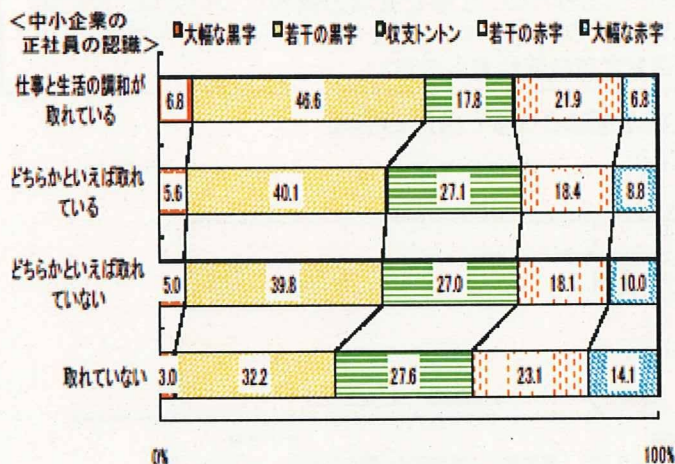 <中小企業の
正社員の認識>
大幅な黒字 若干の黒字 収支トントン 若干の赤字 大幅な赤字
仕事と生活の調和が
取れている
6.8 46.6 17.8 21.9 6.8
どちらかといえば取れ
ている
5.6 40.1 27.1 18.4 8.8
どちらかといえば取れ
ていない
5.0 39.8 27.0 18.1 10.0
取れていない
3.0 32.2 27.6 23.1 14.1
0% 100%